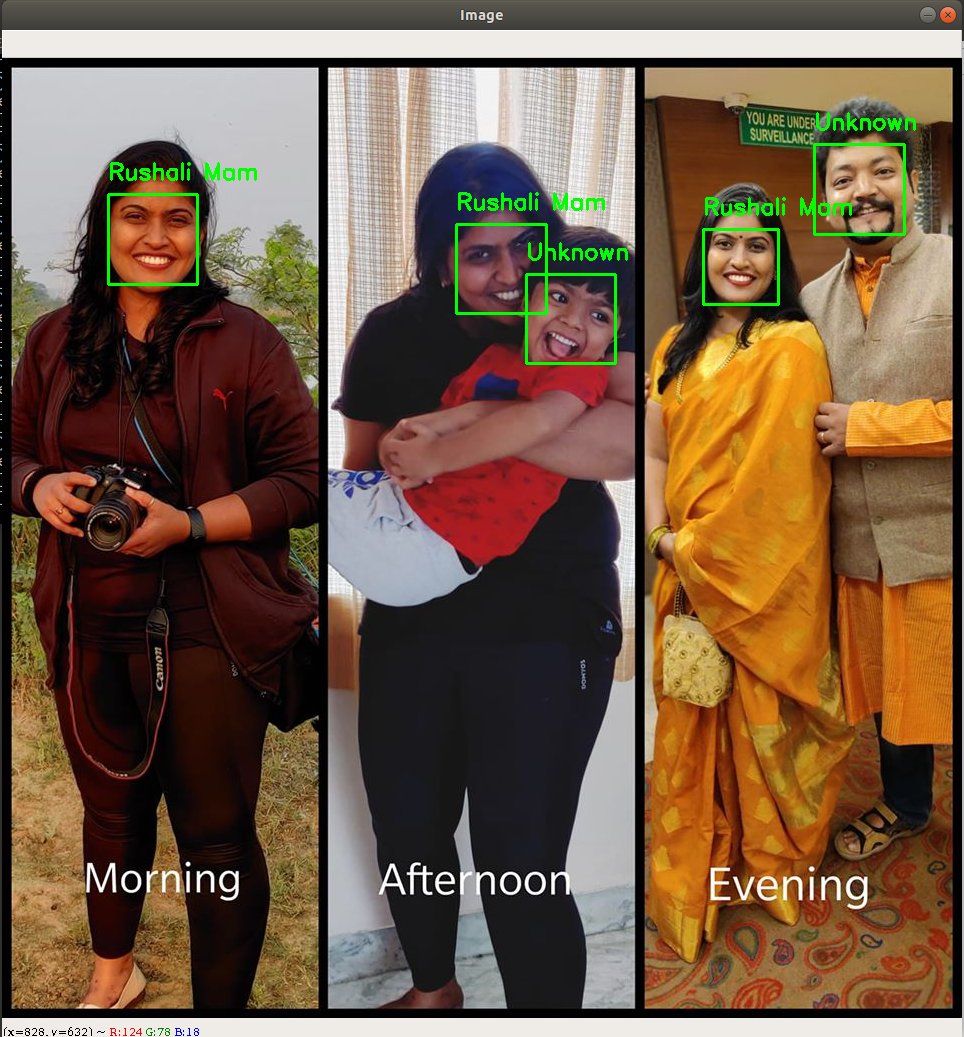 Image
Rushali Mam
Rushali Mam
Unknown
YOU ARE UNDER
SURVEILLANCE
Unknown
Rushali Mam
Canon
DOMYOS
Morning
Afternoon
Evening
(x=828, y=632) ~ R:124 G:78 B:18